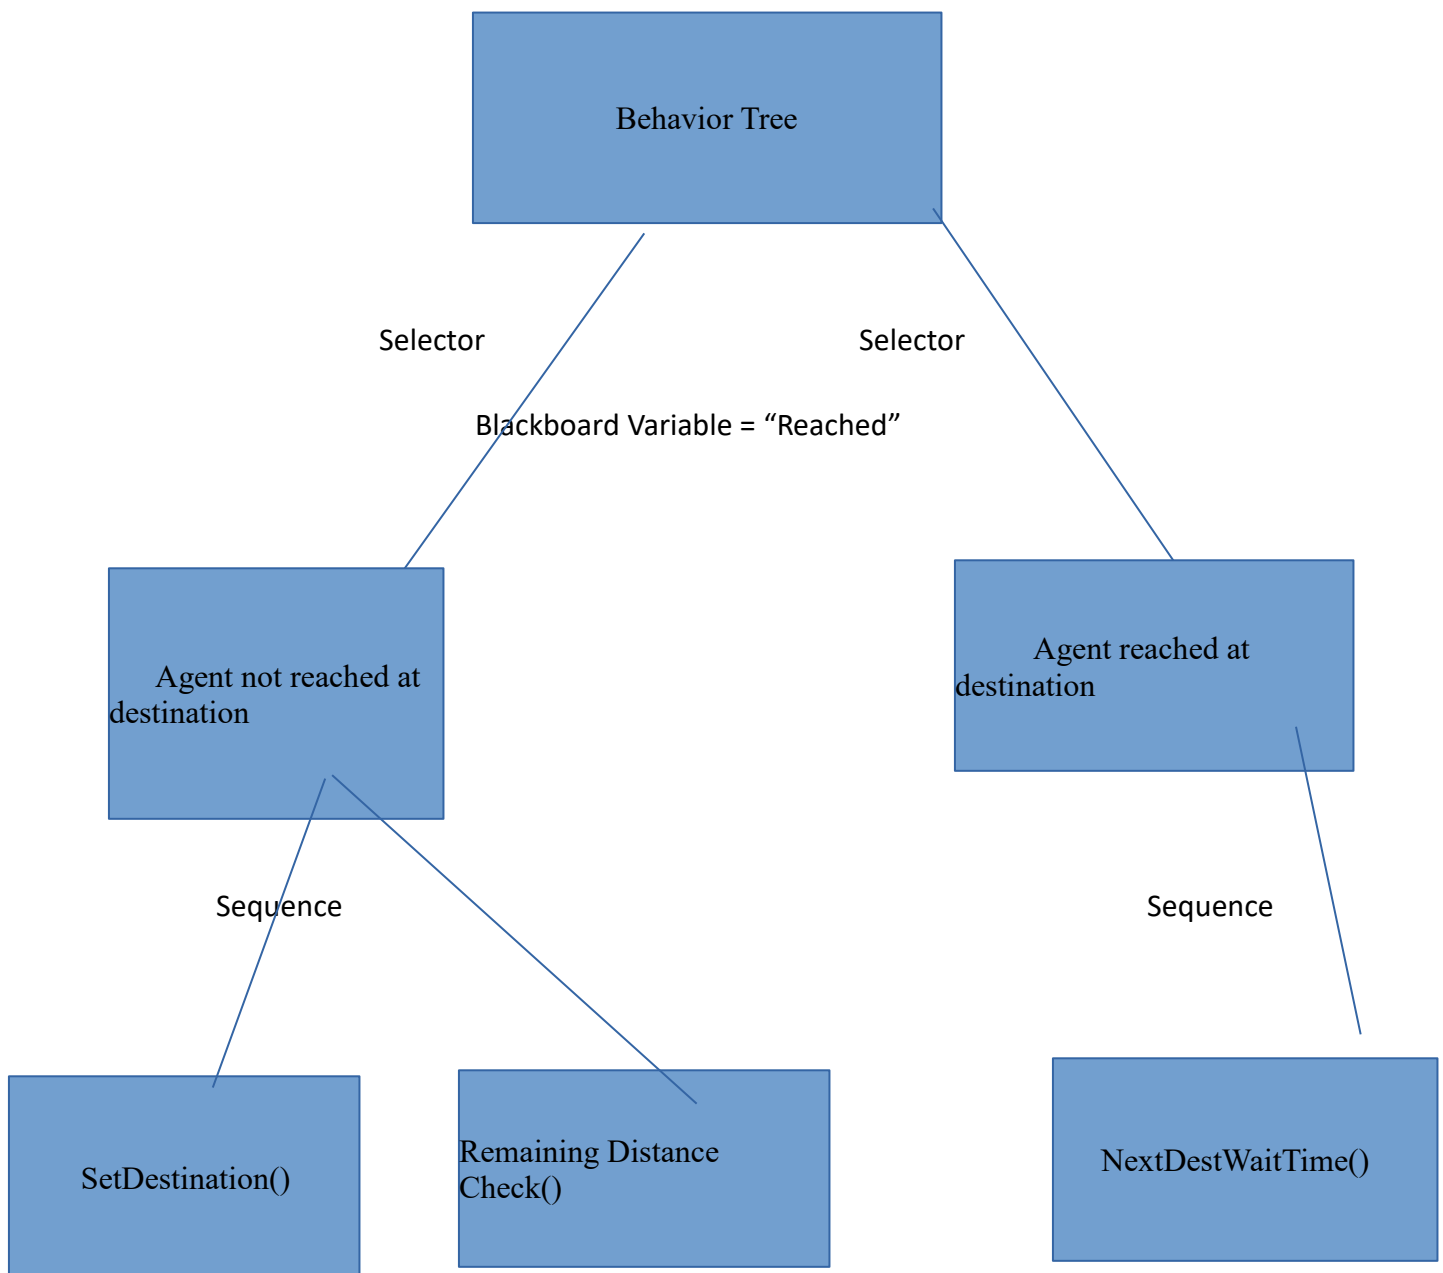 Behavior Tree
Selector
Selector
Blackboard Variable = “Reached”
Agent not reached at
destination
Agent reached at
destination
Sequence
Sequence
SetDestination()
Remaining Distance
Check()
NextDestWaitTime()